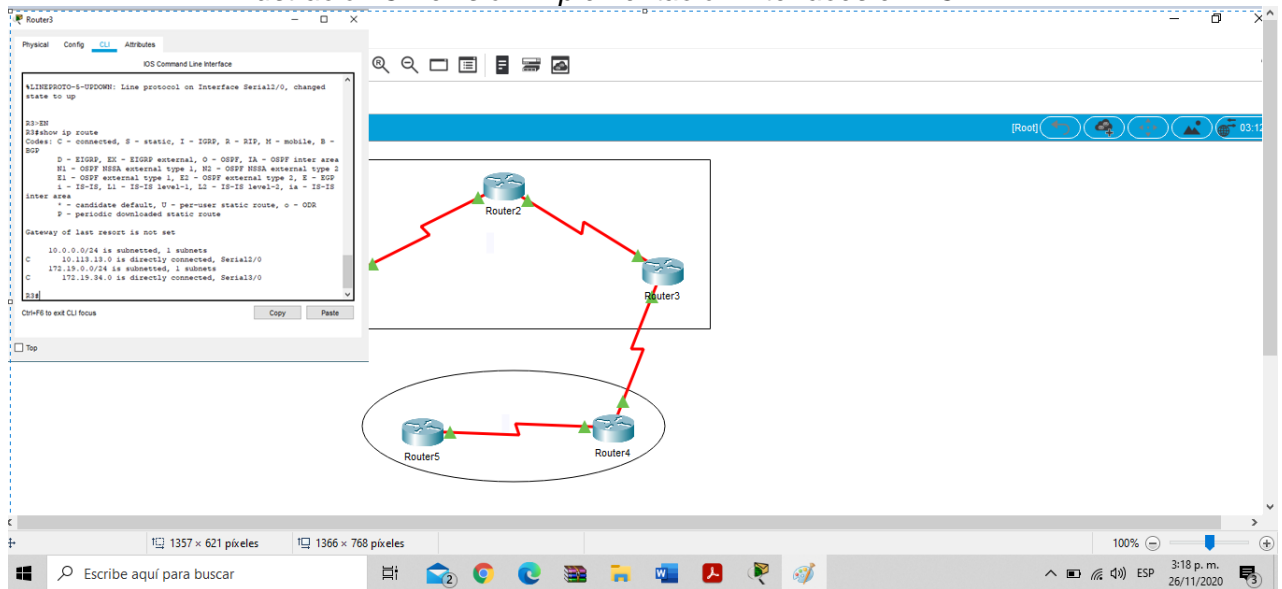 Router3
Physical Config CLI Attributes
IOS Command Line Interface
%LINEPROTO-5-UPDOWN: Line protocol on Interface Serial2/0, changed
state to up
R3>EN
R3#show ip route
Codes: C - connected, S - static, I - IGRP, R - RIP, M - mobile, B -
BGP
D - EIGRP, EX - EIGRP external, O - OSPF, IA - OSPF inter area
N1 - OSPF NSSA external type 1, N2 - OSPF NSSA external type 2
E1 - OSPF external type 1, E2 - OSPF external type 2, E - EGP
i - IS-IS, L1 - IS-IS level-1, L2 - IS-IS level-2, ia - IS-IS
inter area
* - candidate default, U - per-user static route, o - ODR
P - periodic downloaded static route
Gateway of last resort is not set
10.0.0.0/24 is subnetted, 1 subnets
C 10.113.13.0 is directly connected, Serial2/0
172.19.0.0/24 is subnetted, 1 subnets
C 172.19.34.0 is directly connected, Serial3/0
R3#
Ctrl+F6 to exit CLI focus
Copy Paste
Top
[Root]
03:12
Router2
Router3
Router5
Router4
1357 × 621 píxeles
1366 × 768 píxeles
100%
Escribe aquí para buscar
2
ESP
3:18 p. m.
26/11/2020
3